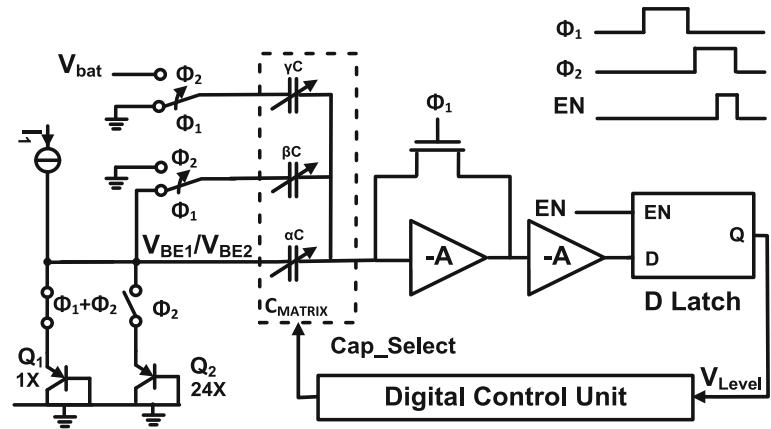 Φ1
Φ2
EN
Vbat
Φ2
Φ1
γC
I1
Φ2
Φ1
βC
Φ1
VBE1/VBE2
αC
-A
EN
-A
EN
D
Q
D Latch
Φ1+Φ2
Φ2
CMATRIX
Cap_Select
Q1
1X
Q2
24X
Digital Control Unit
VLevel